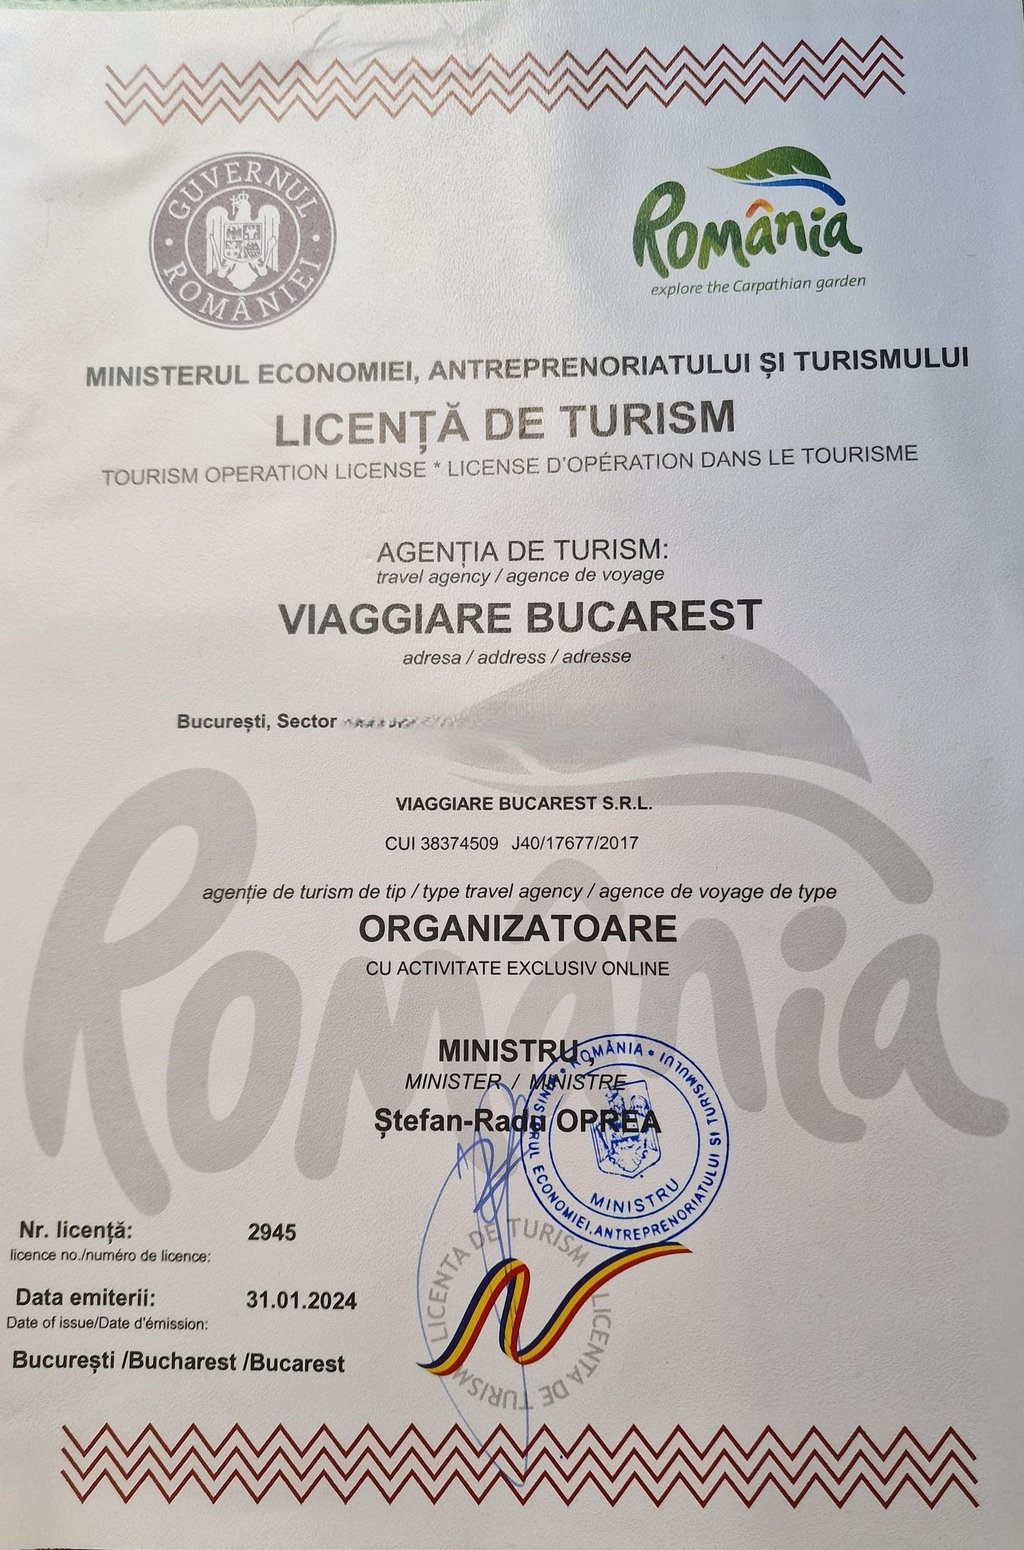 GUVERNUL ROMÂNIEI
România
explore the Carpathian garden
MINISTERUL ECONOMIEI, ANTREPRENORIATULUI ȘI TURISMULUI
LICENȚĂ DE TURISM
TOURISM OPERATION LICENSE * LICENSE D'OPÉRATION DANS LE TOURISME
AGENȚIA DE TURISM:
travel agency / agence de voyage
VIAGGIARE BUCAREST
adresa / address / adresse
București, Sector
VIAGGIARE BUCAREST S.R.L.
CUI 38374509 J40/17677/2017
agenție de turism de tip / type travel agency / agence de voyage de type
ORGANIZATOARE
CU ACTIVITATE EXCLUSIV ONLINE
România
MINISTRU,
MINISTER / MINISTRE
Ștefan-Radu OPREA
* ROMÂNIA * MINISTERUL ECONOMIEI, ANTREPRENORIATULUI ȘI TURISMULUI
MINISTRU
Nr. licență: 2945
licence no./numéro de licence:
Data emiterii: 31.01.2024
Date of issue/Date d'émission:
București /Bucharest /Bucarest
LICENTA DE TURISM LICENTA DE TURISM